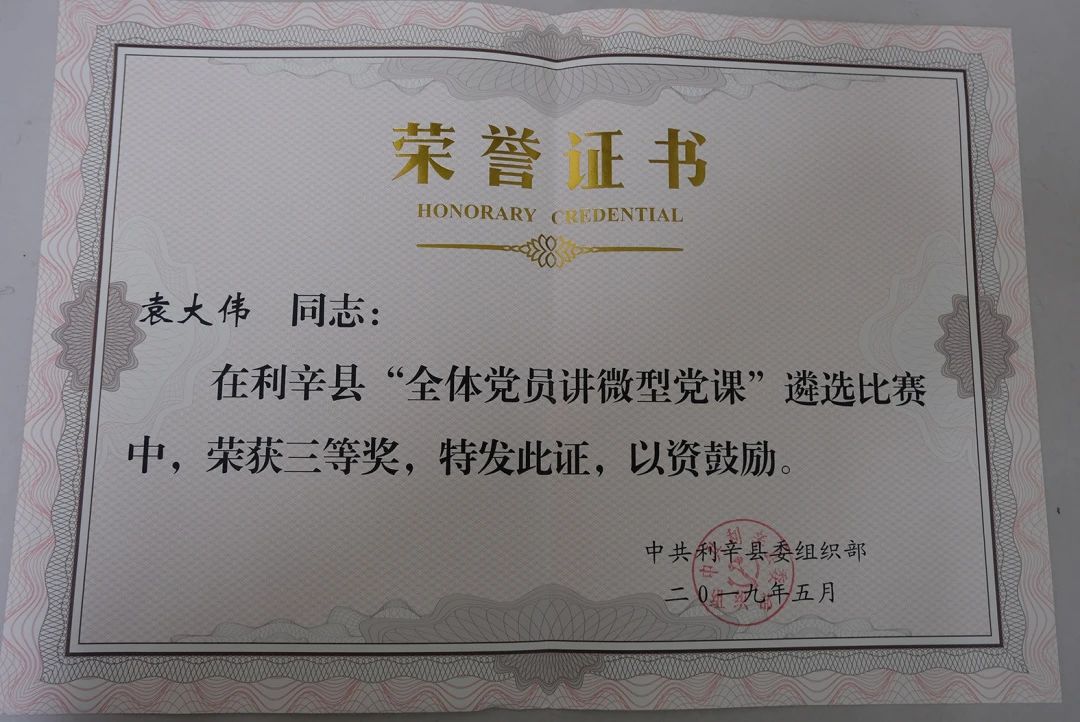 荣誉证书
HONORARY CREDENTIAL
袁大伟 同志：
在利辛县“全体党员讲微型党课”遴选比赛
中，荣获三等奖，特发此证，以资鼓励。
中共利辛县委组织部
二0一九年五月